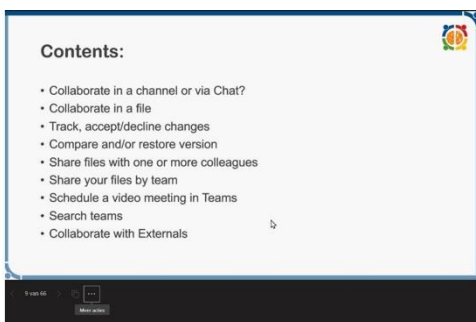 Contents:
• Collaborate in a channel or via Chat?
• Collaborate in a file
• Track, accept/decline changes
• Compare and/or restore version
• Share files with one or more colleagues
• Share your files by team
• Schedule a video meeting in Teams
• Search teams
• Collaborate with Externals
9 van 66
Meer acties